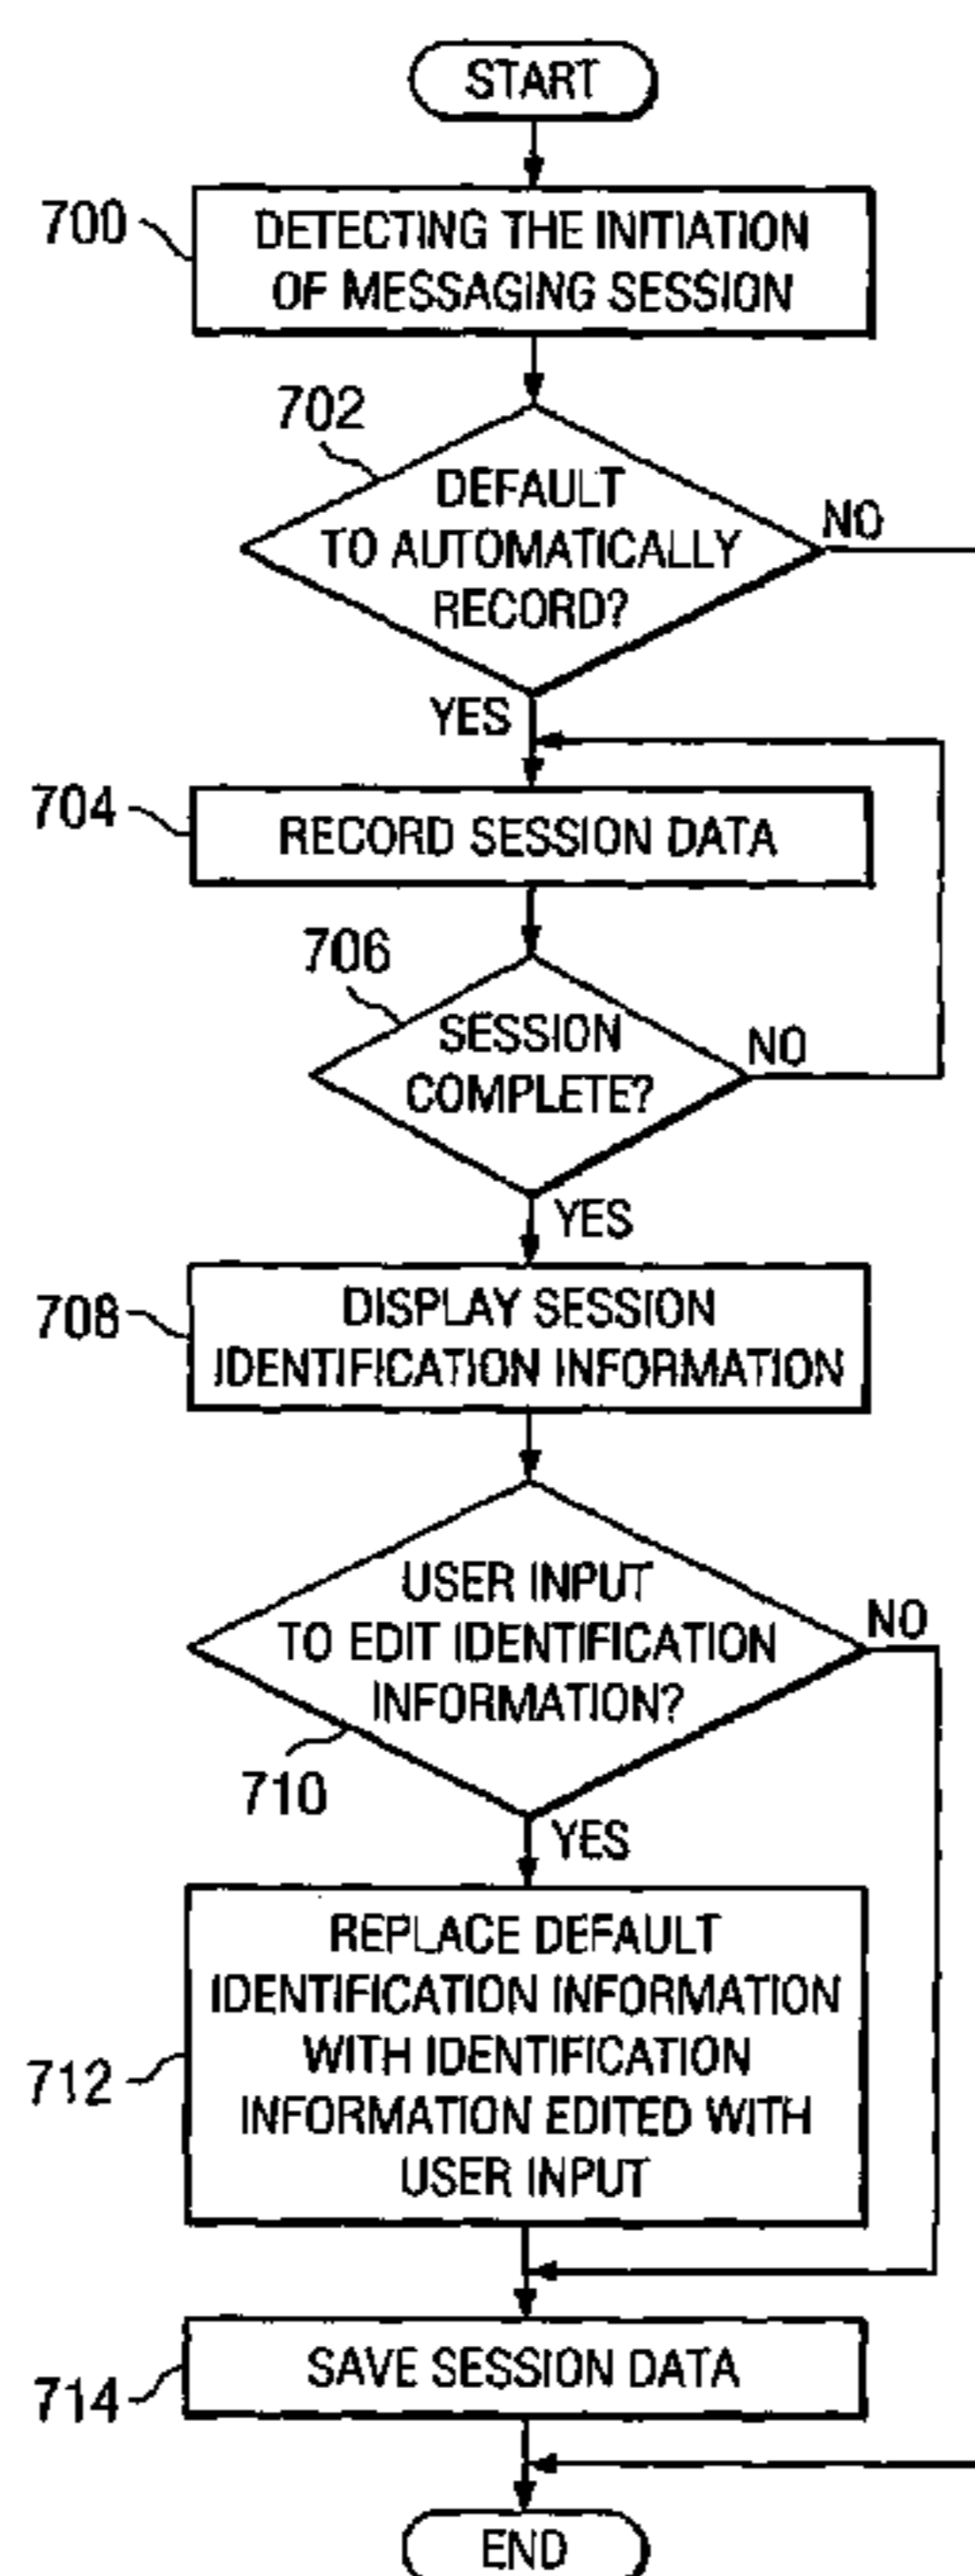 START
700
DETECTING THE INITIATION
OF MESSAGING SESSION
702
DEFAULT
TO AUTOMATICALLY
RECORD?
NO
YES
704
RECORD SESSION DATA
706
SESSION
COMPLETE?
NO
YES
708
DISPLAY SESSION
IDENTIFICATION INFORMATION
USER INPUT
TO EDIT IDENTIFICATION
INFORMATION?
NO
710
YES
REPLACE DEFAULT
IDENTIFICATION INFORMATION
WITH IDENTIFICATION
INFORMATION EDITED WITH
USER INPUT
712
SAVE SESSION DATA
714
END